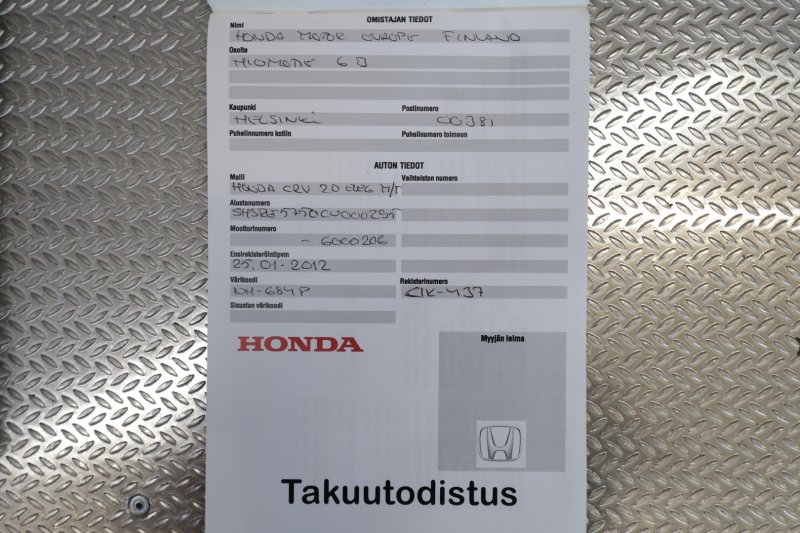 OMISTAJAN TIEDOT
Nimi
HONDA MOTOR EUROPE FINLAND
Osoite
MIOMOTIE 6 B
Kaupunki Postinumero
HELSINKI 00381
Puhelinnumero kotiin Puhelinnumero toimeen
AUTON TIEDOT
Malli Vaihteiston numero
HONDA CRV 2.0 ELEG M/T
Alustanumero
Moottorinumero
- 6000206
Ensirekisteröintipvm
25.01-2012
Värikoodi Rekisterinumero
NH-684P CIK-437
Sisustan värikoodi
HONDA
Myyjän leima
Takuutodistus